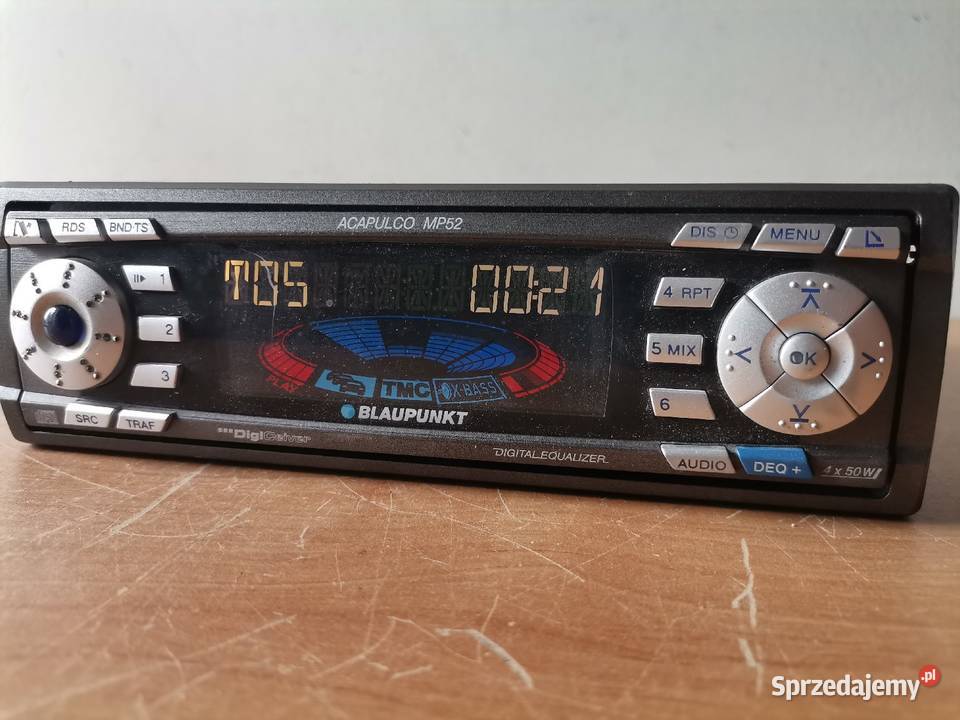 ACAPULCO MP52
RDS
BND·TS
DIS
MENU
1
2
3
T05
00:21
4 RPT
5 MIX
6
OK
PLAY
TMC
X-BASS
BLAUPUNKT
SRC
TRAF
DigiCeiver
DIGITAL EQUALIZER
AUDIO
DEQ +
4 x 50W
Sprzedajemy.pl